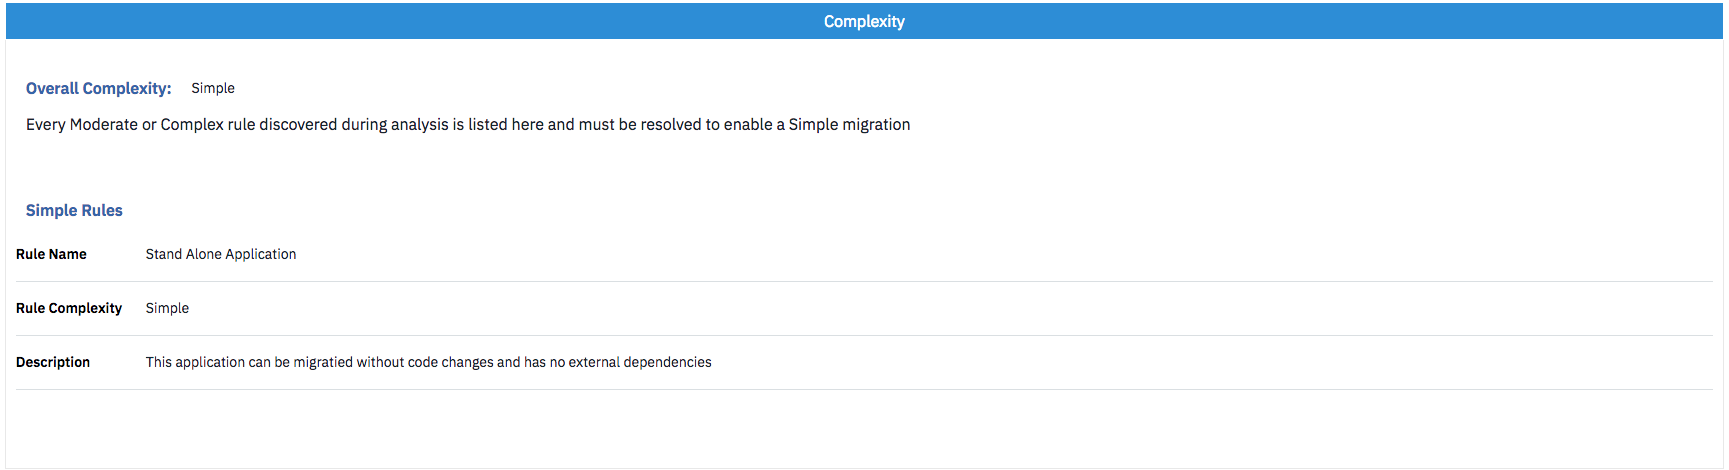 Complexity
Overall Complexity: Simple
Every Moderate or Complex rule discovered during analysis is listed here and must be resolved to enable a Simple migration
Simple Rules
Rule Name Stand Alone Application
Rule Complexity Simple
Description This application can be migratied without code changes and has no external dependencies